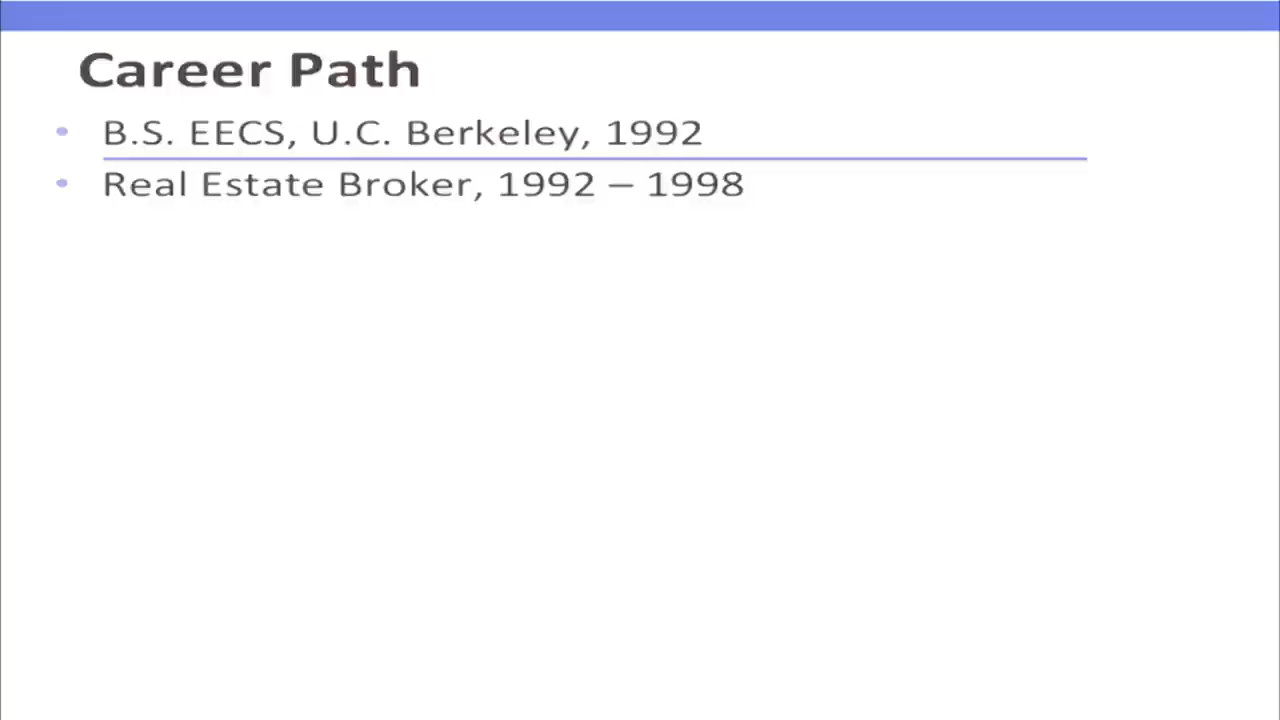 Career Path
• B.S. EECS, U.C. Berkeley, 1992
• Real Estate Broker, 1992 – 1998